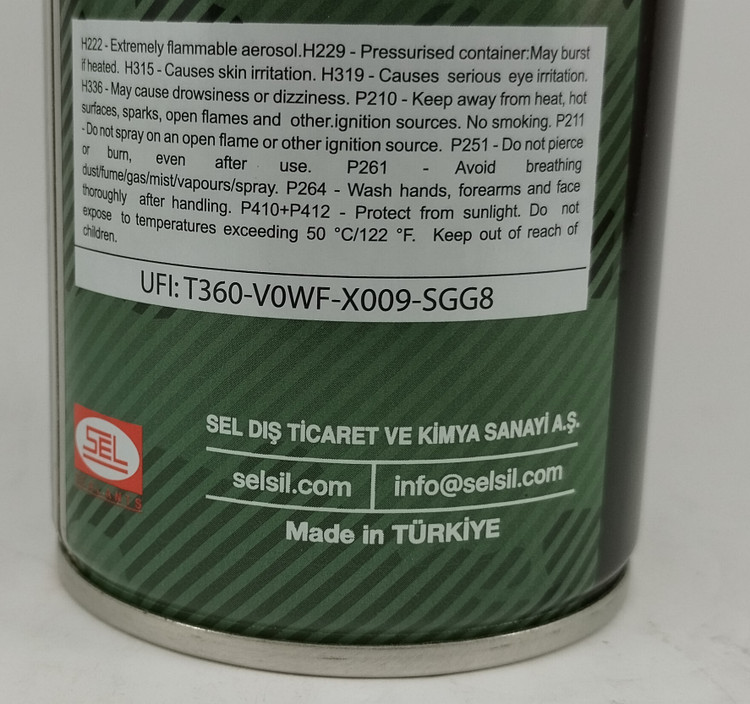 H222 - Extremely flammable aerosol.H229 - Pressurised container:May burst
if heated. H315 - Causes skin irritation. H319 - Causes serious eye irritation.
H336 - May cause drowsiness or dizziness. P210 - Keep away from heat, hot
surfaces, sparks, open flames and other.ignition sources. No smoking. P211
- Do not spray on an open flame or other ignition source. P251 - Do not pierce
or burn, even after use. P261 - Avoid breathing
dust/fume/gas/mist/vapours/spray. P264 - Wash hands, forearms and face
thoroughly after handling. P410+P412 - Protect from sunlight. Do not
expose to temperatures exceeding 50 °C/122 °F. Keep out of reach of
children.
UFI: T360-V0WF-X009-SGG8
SEL
SEL DIŞ TİCARET VE KİMYA SANAYİ A.Ş.
selsil.com
info@selsil.com
Made in TÜRKİYE